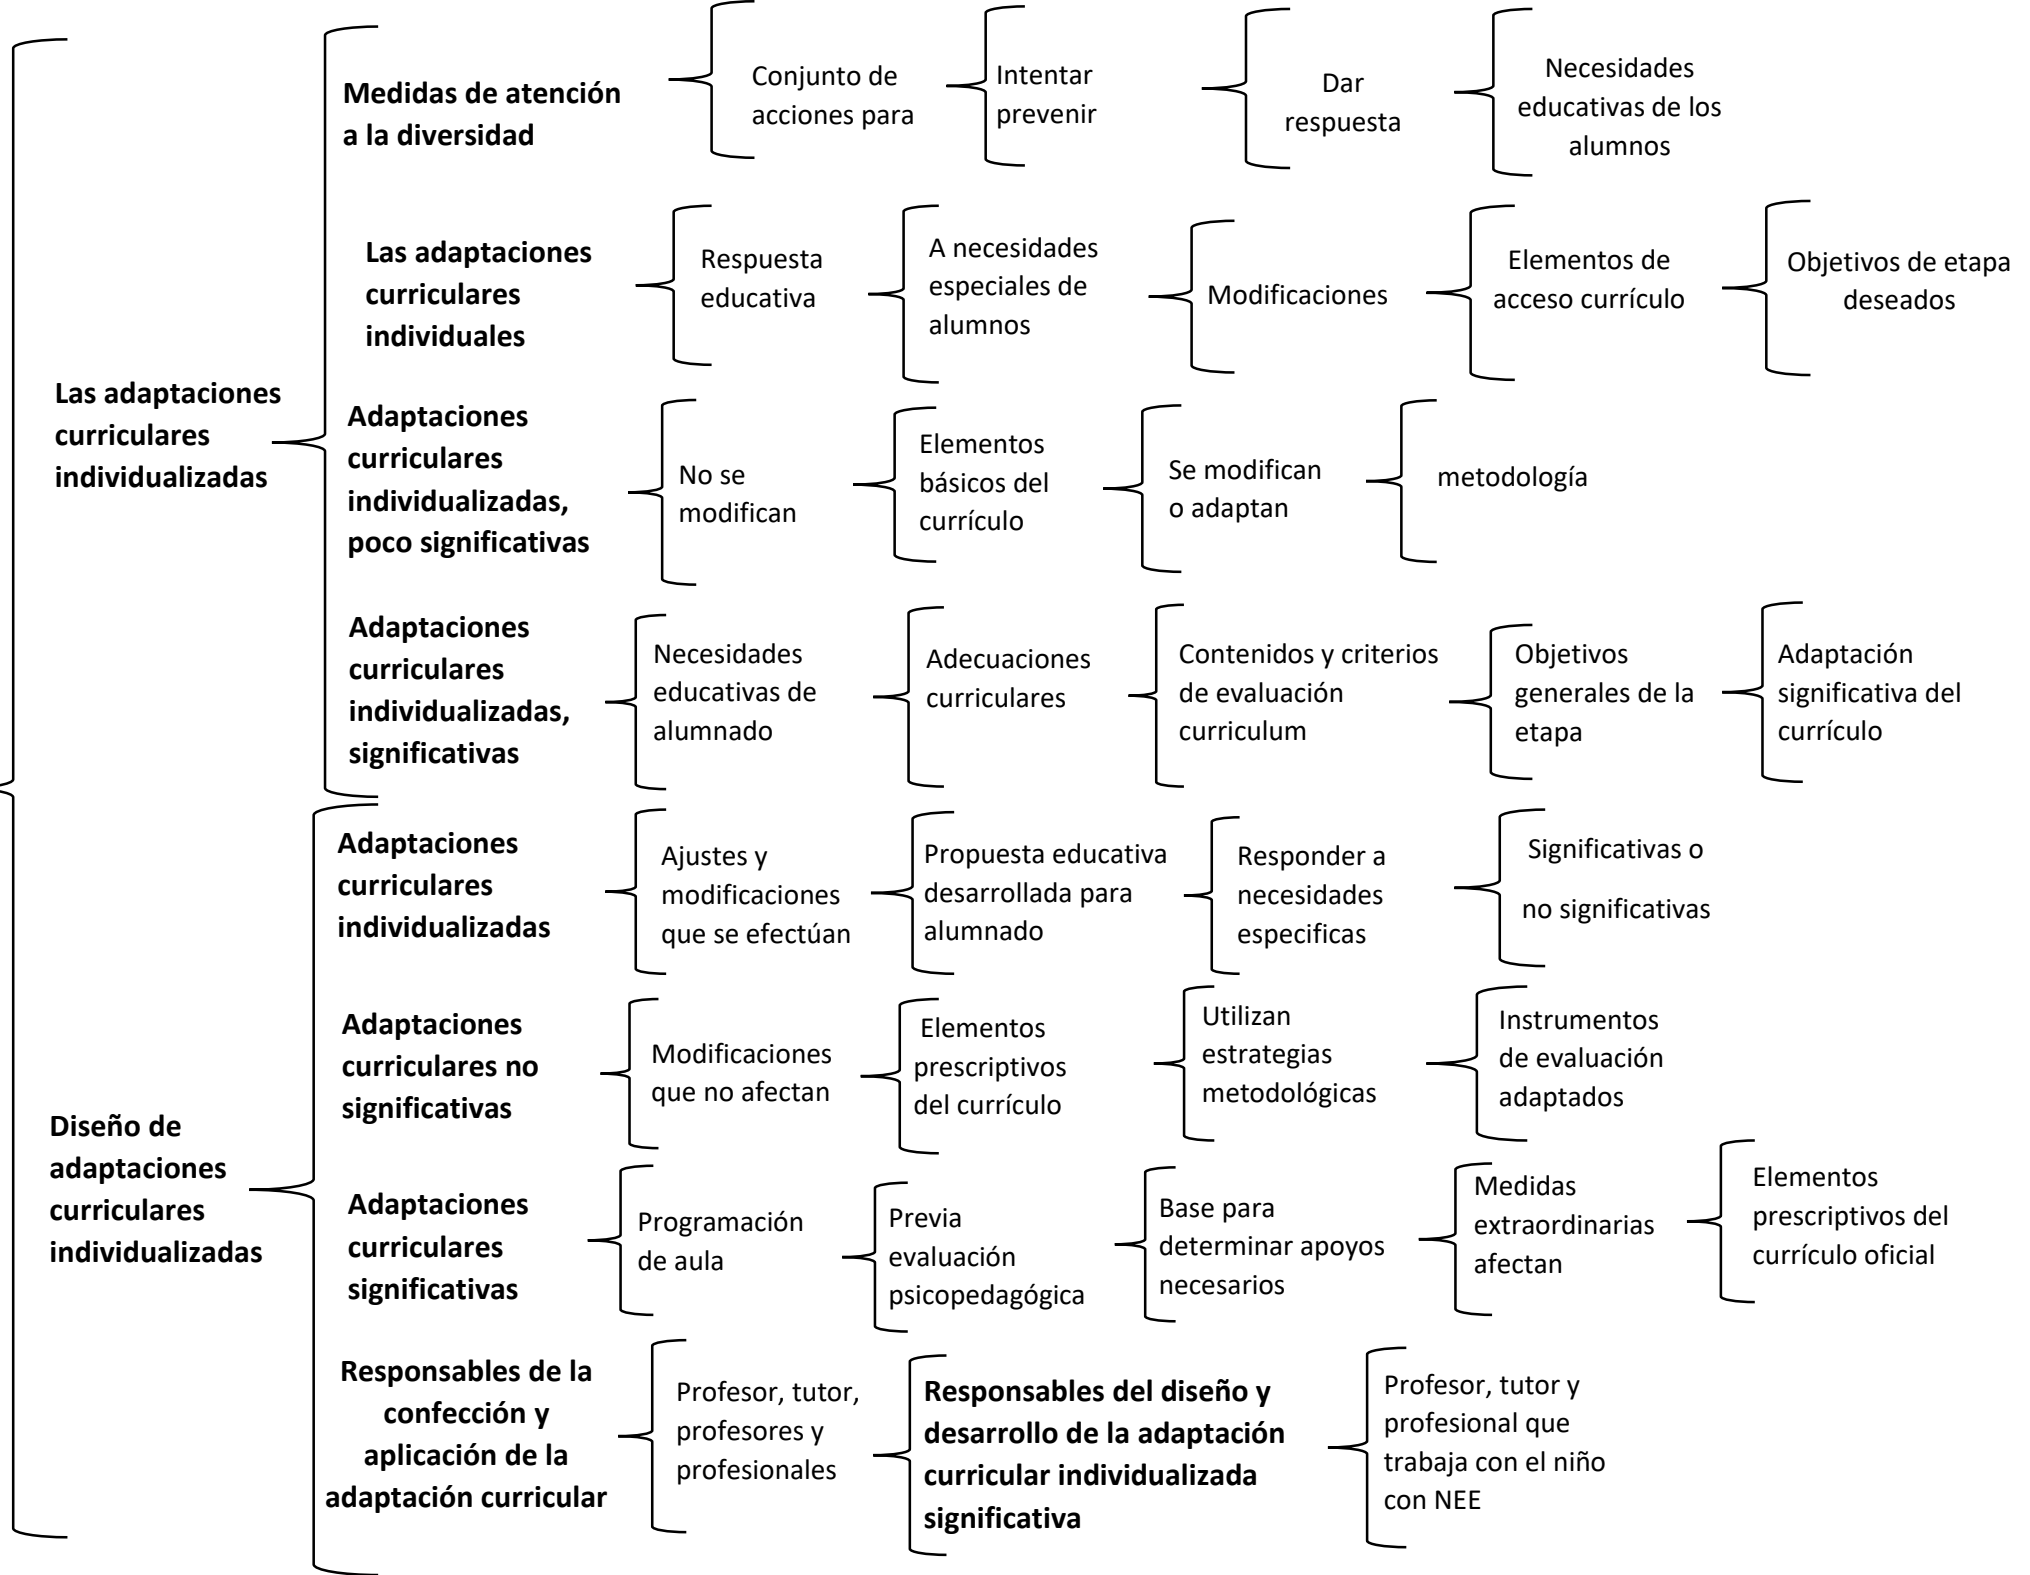 Las adaptaciones
curriculares
individualizadas
Medidas de atención
a la diversidad
Conjunto de
acciones para
Intentar
prevenir
Dar
respuesta
Necesidades
educativas de los
alumnos
Las adaptaciones
curriculares
individuales
Respuesta
educativa
A necesidades
especiales de
alumnos
Modificaciones
Elementos de
acceso currículo
Objetivos de etapa
deseados
Adaptaciones
curriculares
individualizadas,
poco significativas
No se
modifican
Elementos
básicos del
currículo
Se modifican
o adaptan
metodología
Adaptaciones
curriculares
individualizadas,
significativas
Necesidades
educativas de
alumnado
Adecuaciones
curriculares
Contenidos y criterios
de evaluación
curriculum
Objetivos
generales de la
etapa
Adaptación
significativa del
currículo
Diseño de
adaptaciones
curriculares
individualizadas
Adaptaciones
curriculares
individualizadas
Ajustes y
modificaciones
que se efectúan
Propuesta educativa
desarrollada para
alumnado
Responder a
necesidades
especificas
Significativas o
no significativas
Adaptaciones
curriculares no
significativas
Modificaciones
que no afectan
Elementos
prescriptivos
del currículo
Utilizan
estrategias
metodológicas
Instrumentos
de evaluación
adaptados
Adaptaciones
curriculares
significativas
Programación
de aula
Previa
evaluación
psicopedagógica
Base para
determinar apoyos
necesarios
Medidas
extraordinarias
afectan
Elementos
prescriptivos del
currículo oficial
Responsables de la
confección y
aplicación de la
adaptación curricular
Profesor, tutor,
profesores y
profesionales
Responsables del diseño y
desarrollo de la adaptación
curricular individualizada
significativa
Profesor, tutor y
profesional que
trabaja con el niño
con NEE